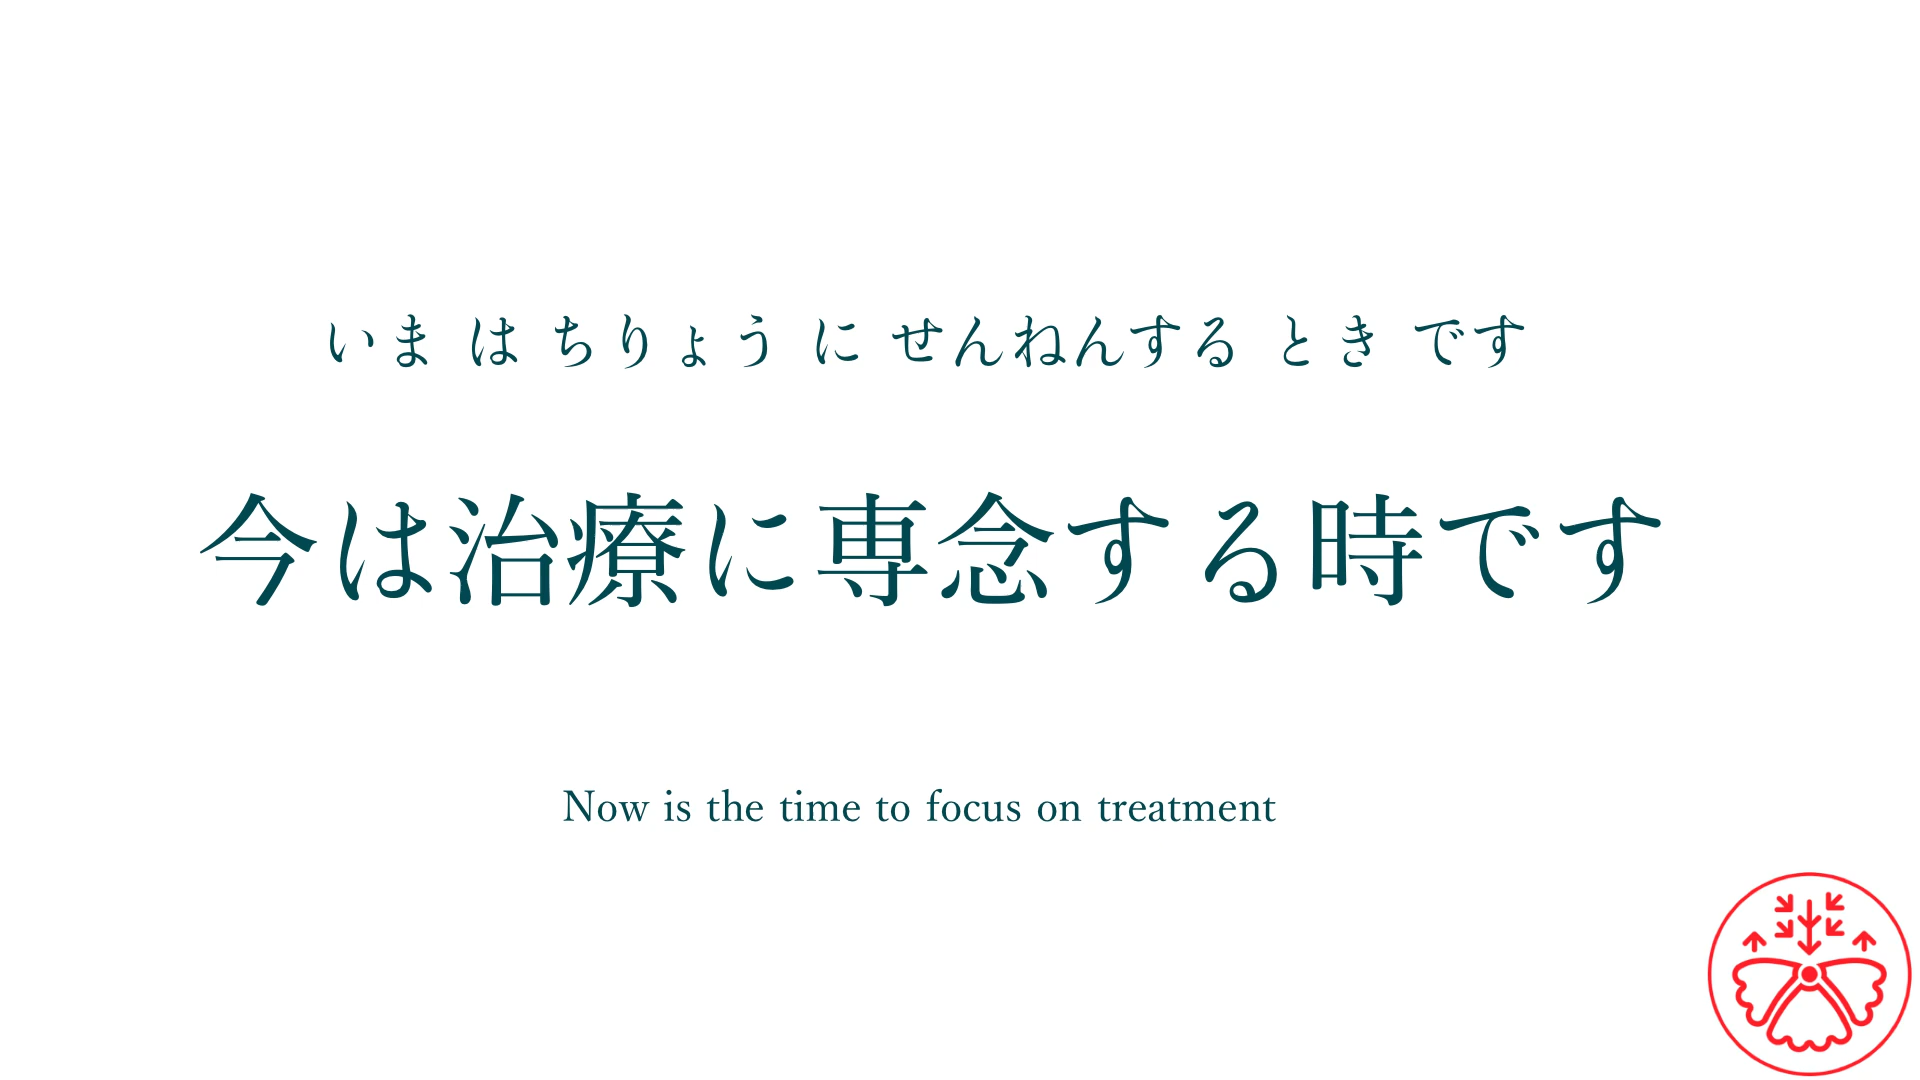 いま は ちりょう に せんねんする とき です
今は治療に専念する時です
Now is the time to focus on treatment